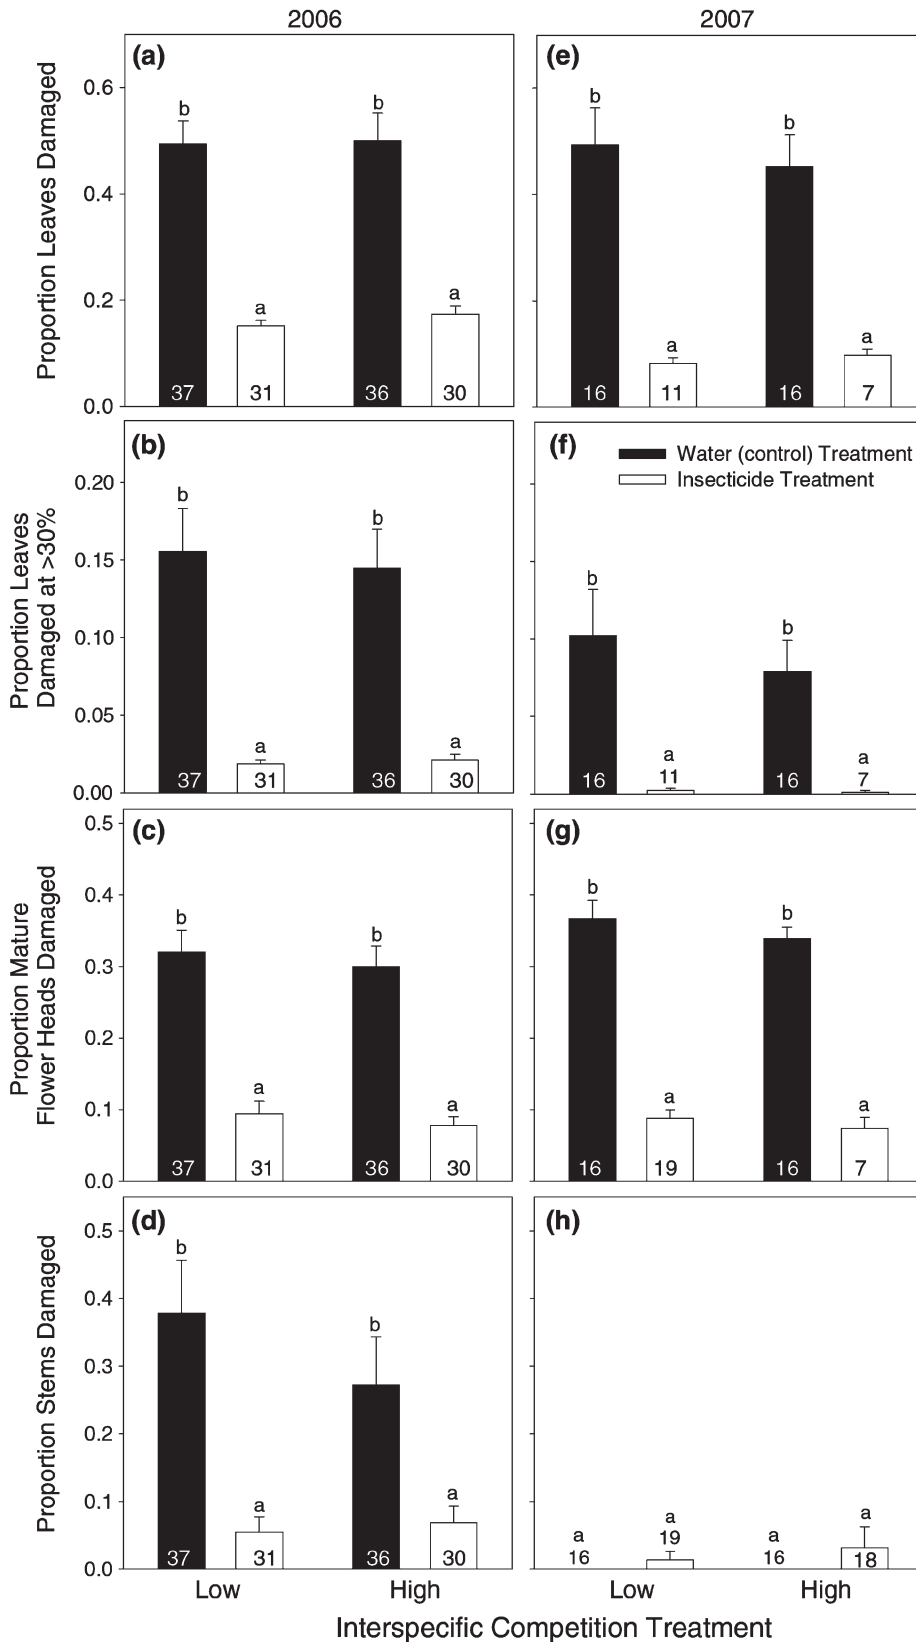 2006 2007
(a) (e)
Proportion Leaves Damaged
0.6
0.4
0.2
0.0
b a b a
37 31 36 30
b a b a
16 11 16 7
(b) (f)
Water (control) Treatment
Insecticide Treatment
Proportion Leaves
Damaged at >30%
0.20
0.15
0.10
0.05
0.00
b a b a
37 31 36 30
b a b a
16 11 16 7
(c) (g)
Proportion Mature
Flower Heads Damaged
0.5
0.4
0.3
0.2
0.1
0.0
b a b a
37 31 36 30
b a b a
16 19 16 7
(d) (h)
Proportion Stems Damaged
0.5
0.4
0.3
0.2
0.1
0.0
b a b a
37 31 36 30
a a a a
16 19 16 18
Low High Low High
Interspecific Competition Treatment